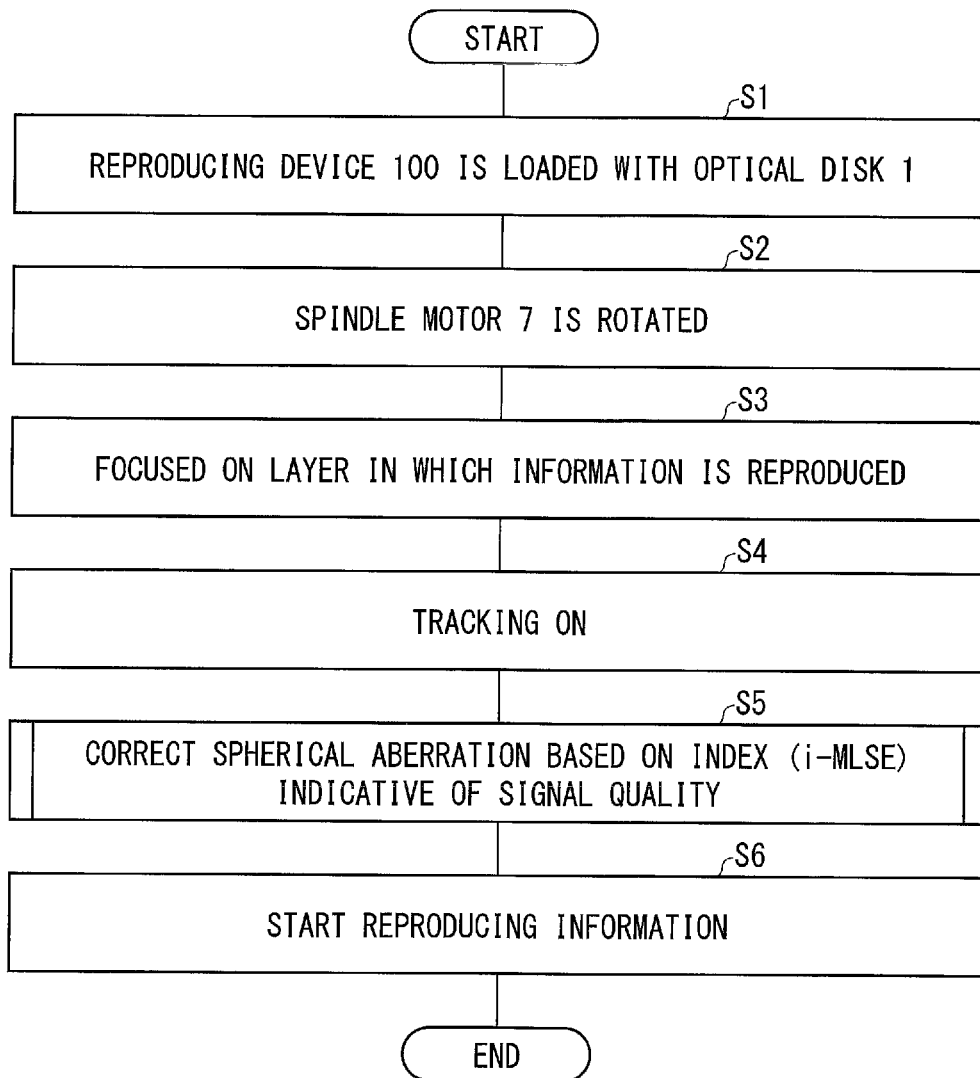 START
S1
REPRODUCING DEVICE 100 IS LOADED WITH OPTICAL DISK 1
S2
SPINDLE MOTOR 7 IS ROTATED
S3
FOCUSED ON LAYER IN WHICH INFORMATION IS REPRODUCED
S4
TRACKING ON
S5
CORRECT SPHERICAL ABERRATION BASED ON INDEX (i-MLSE)
INDICATIVE OF SIGNAL QUALITY
S6
START REPRODUCING INFORMATION
END